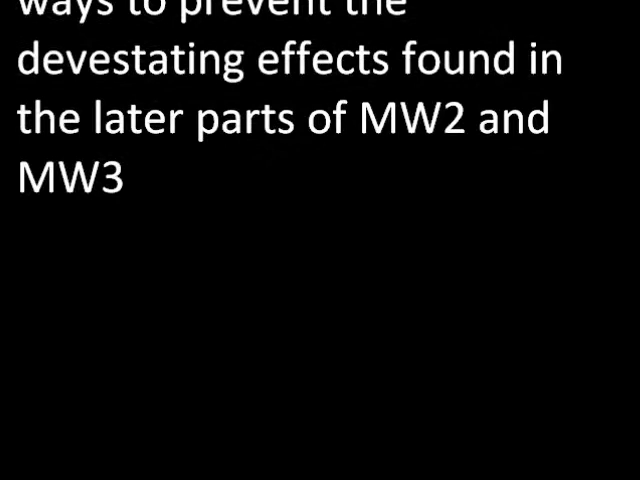 ways to prevent the
devestating effects found in
the later parts of MW2 and
MW3